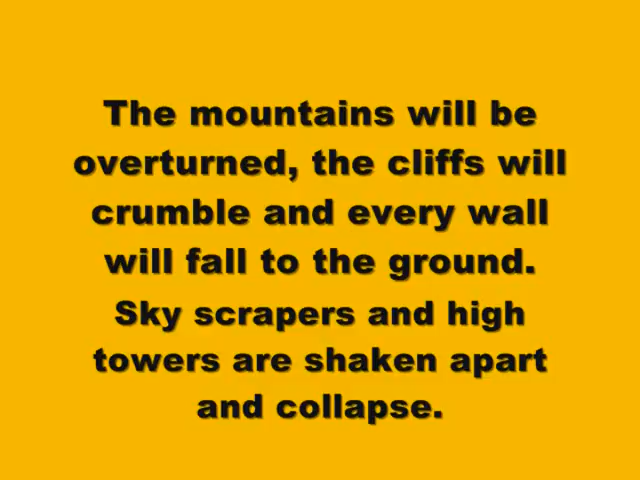 The mountains will be
overturned, the cliffs will
crumble and every wall
will fall to the ground.
Sky scrapers and high
towers are shaken apart
and collapse.